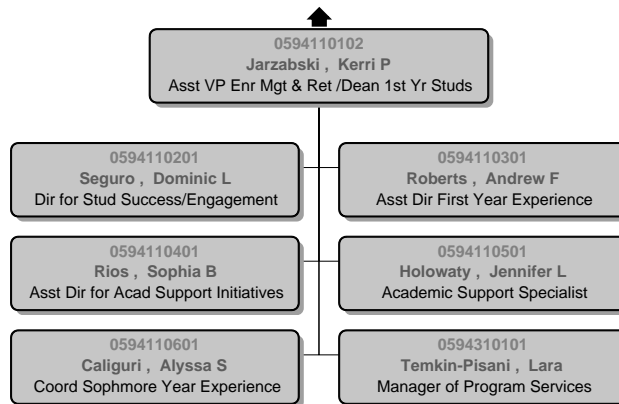 0594110102
Jarzabski , Kerri P
Asst VP Enr Mgt & Ret /Dean 1st Yr Studs
0594110201
Seguro , Dominic L
Dir for Stud Success/Engagement
0594110301
Roberts , Andrew F
Asst Dir First Year Experience
0594110401
Rios , Sophia B
Asst Dir for Acad Support Initiatives
0594110501
Holowaty , Jennifer L
Academic Support Specialist
0594110601
Caliguri , Alyssa S
Coord Sophmore Year Experience
0594310101
Temkin-Pisani , Lara
Manager of Program Services